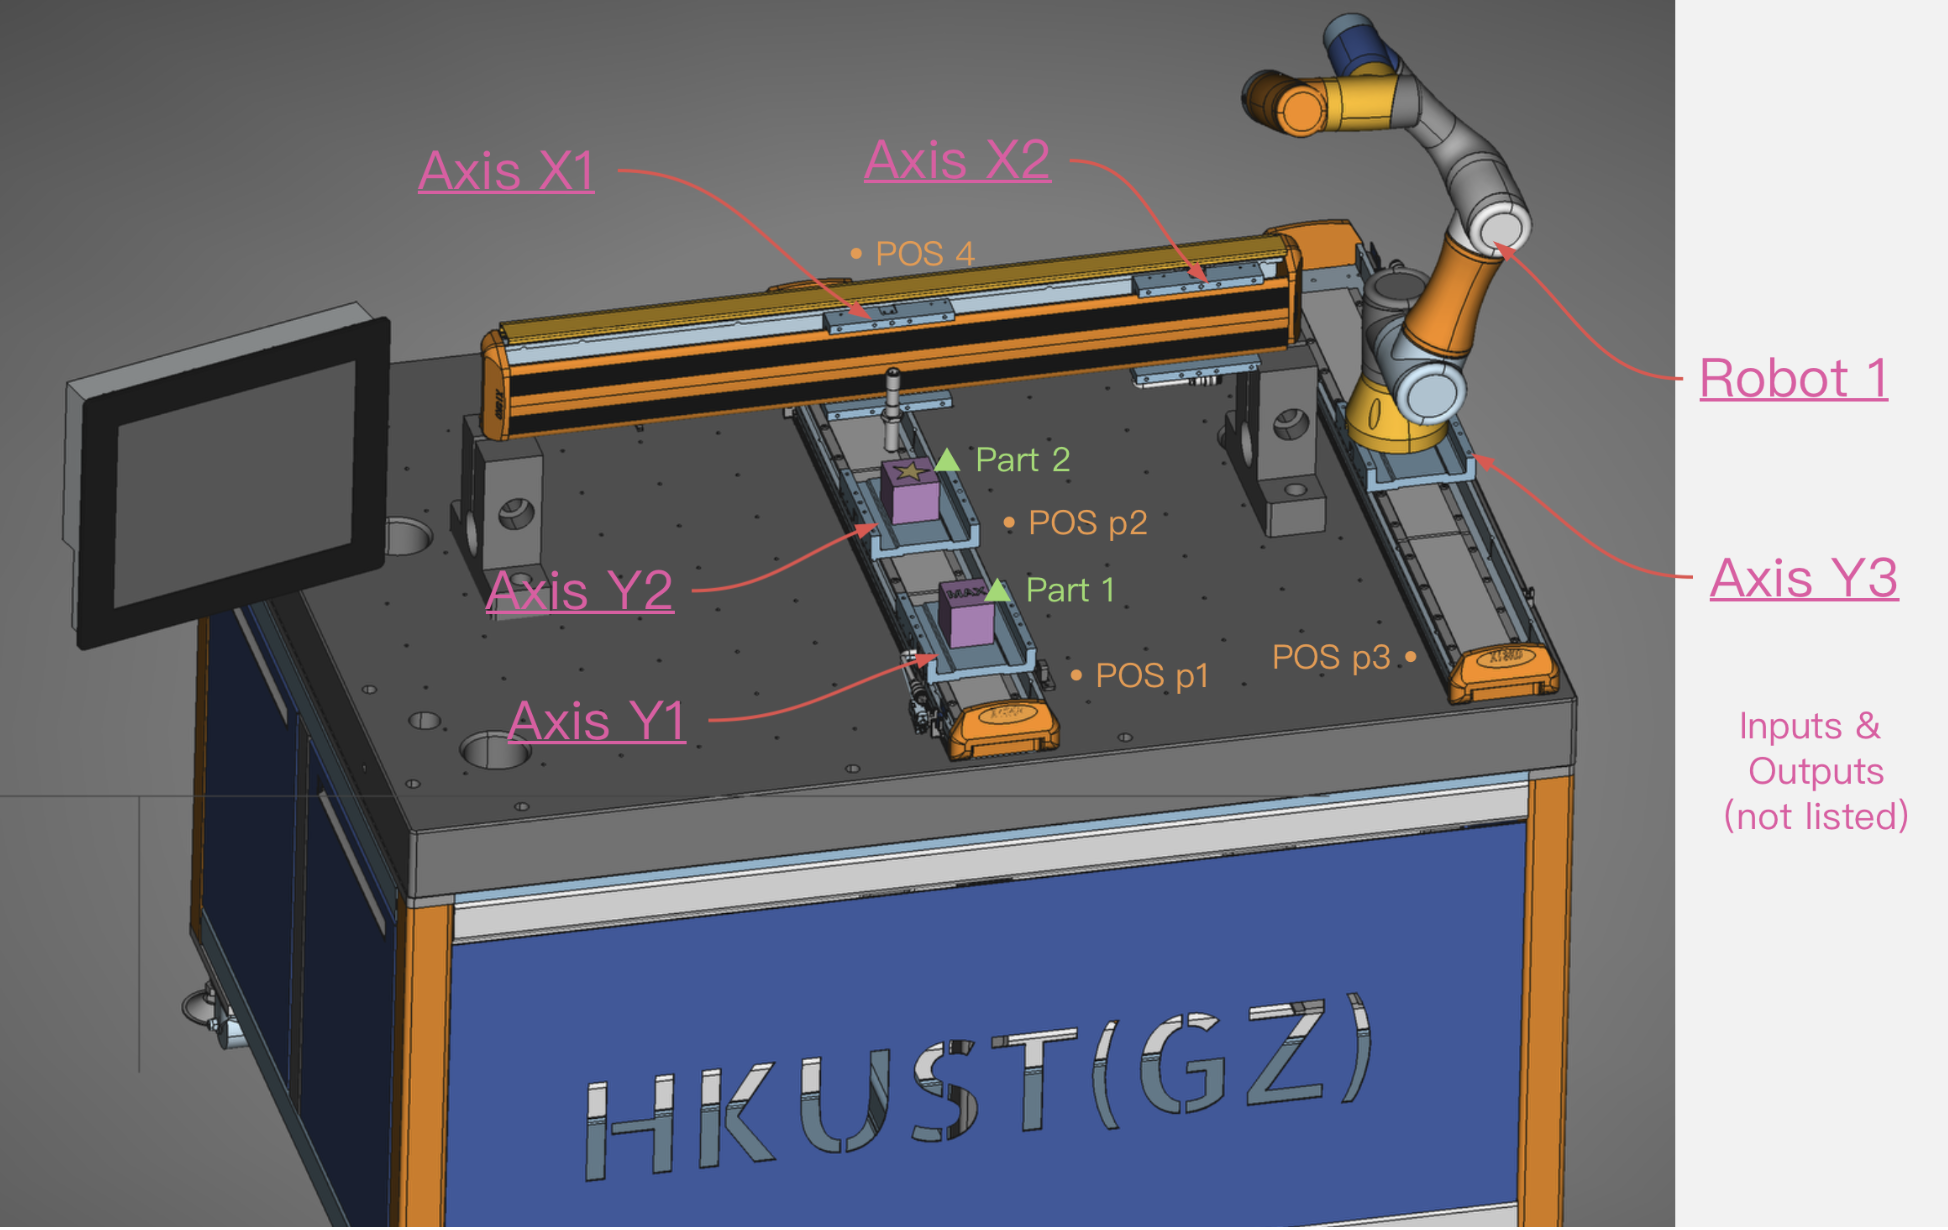 Axis X1
Axis X2
POS 4
Robot 1
Part 2
POS p2
Axis Y2
Part 1
Axis Y3
MAX
POS p3
POS p1
Axis Y1
Inputs &
Outputs
(not listed)
HKUST(GZ)